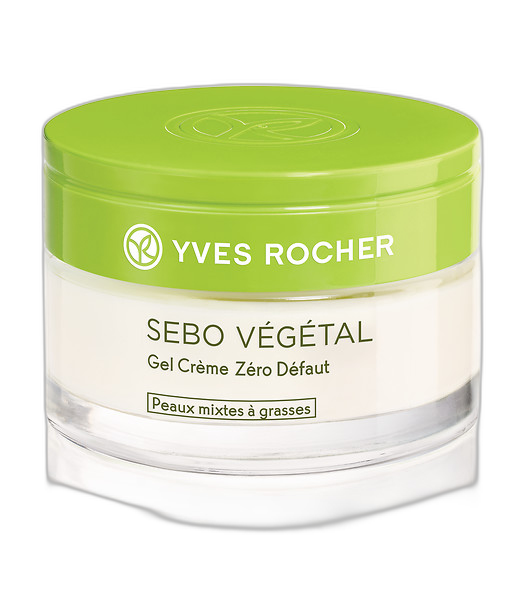 YVES ROCHER
SEBO VÉGÉTAL
Gel Crème Zéro Défaut
Peaux mixtes à grasses